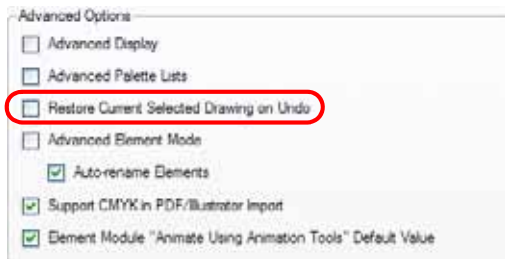 Advanced Options
Advanced Display
Advanced Palette Lists
Restore Current Selected Drawing on Undo
Advanced Element Mode
Auto-rename Elements
Support CMYK in PDF/Illustrator Import
Element Module "Animate Using Animation Tools" Default Value